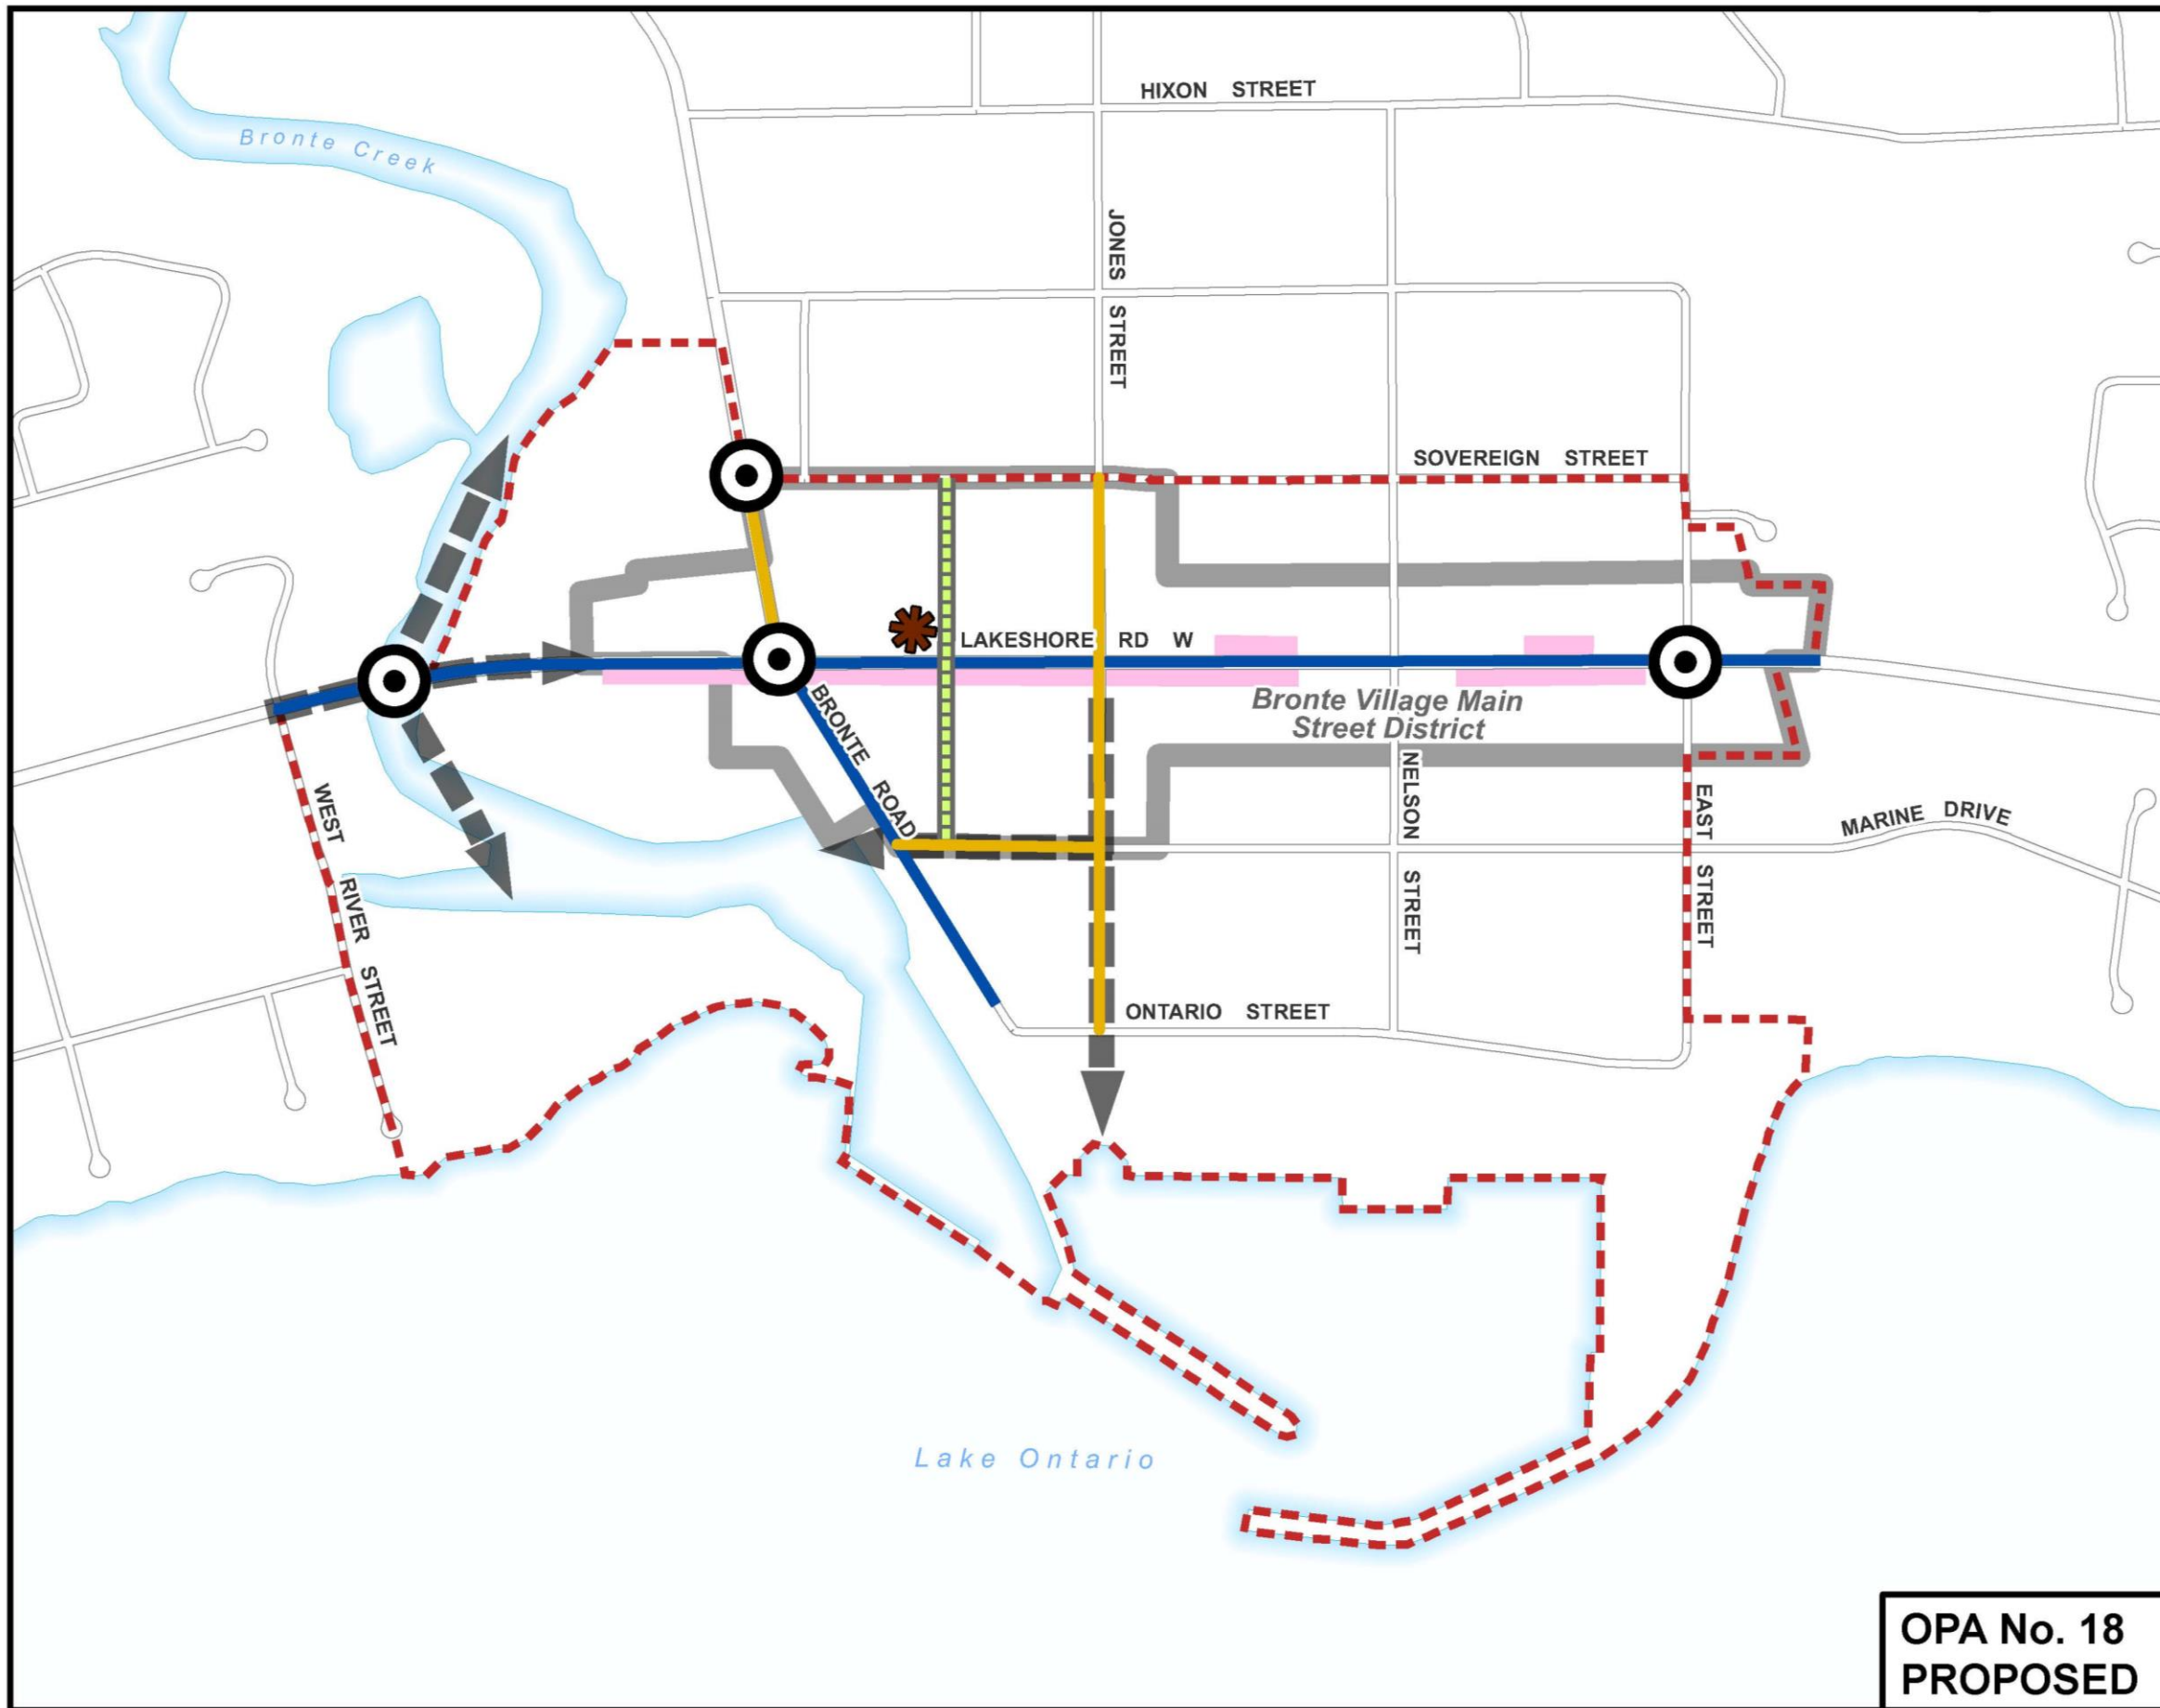 HIXON STREET
Bronte Creek
JONES STREET
SOVEREIGN STREET
LAKESHORE RD W
Bronte Village Main
Street District
BRONTE ROAD
NELSON STREET
EAST STREET
MARINE DRIVE
WEST RIVER STREET
ONTARIO STREET
Lake Ontario
OPA No. 18
PROPOSED